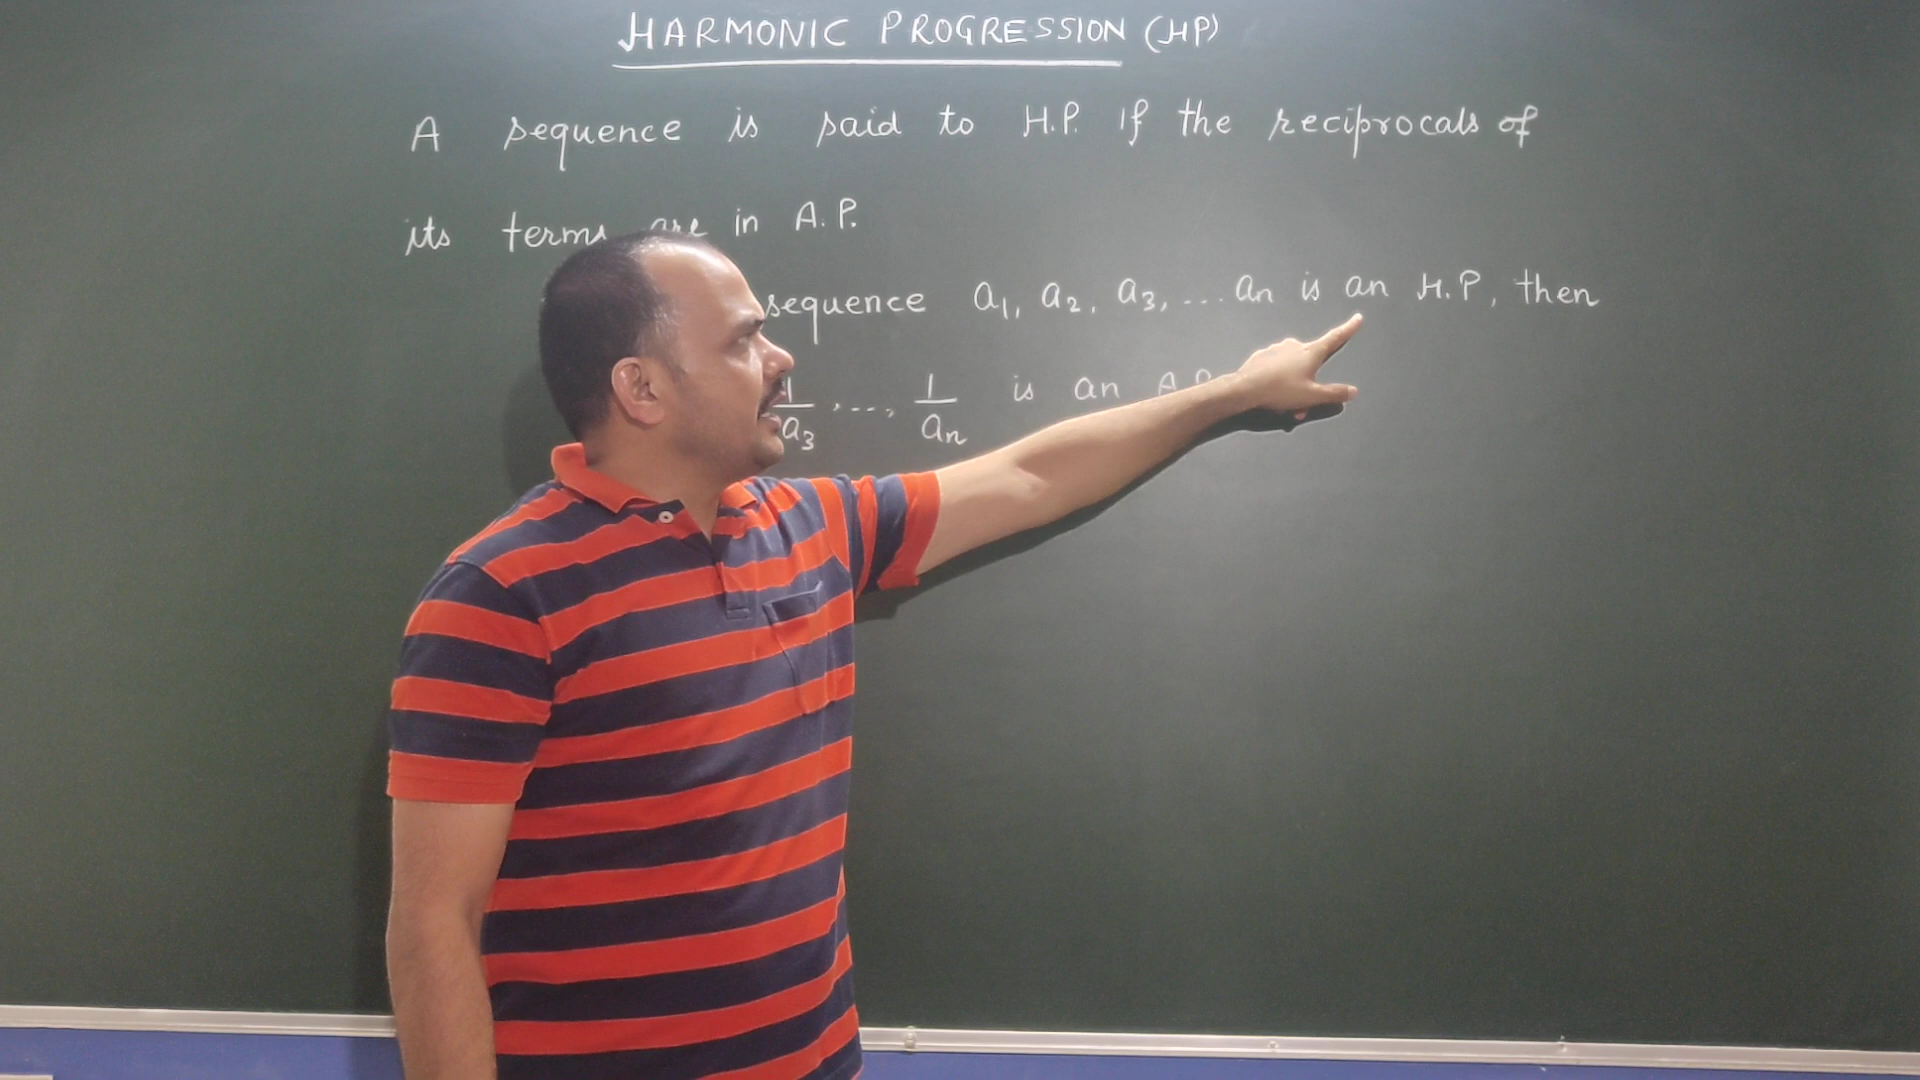 HARMONIC PROGRESSION (HP)
A sequence is said to H.P. if the reciprocals of
its terms are in A.P.
sequence a1, a2, a3, ... an is an H.P, then
1/a3, ..., 1/an is an A.P